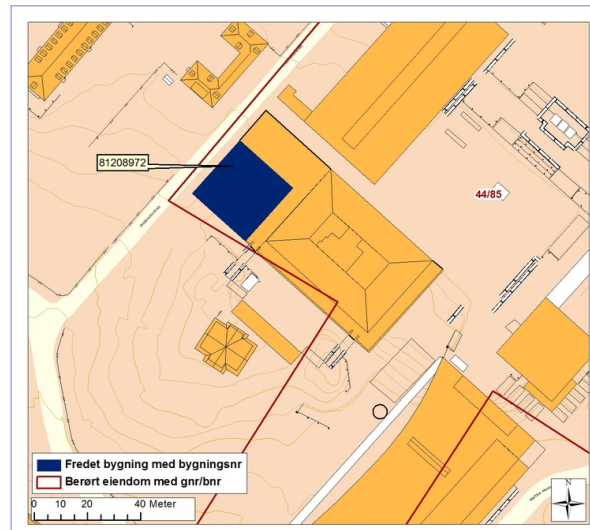 81208972
44/85
Fredet bygning med bygningsnr
Berørt eiendom med gnr/bnr
0 10 20 40 Meter
N